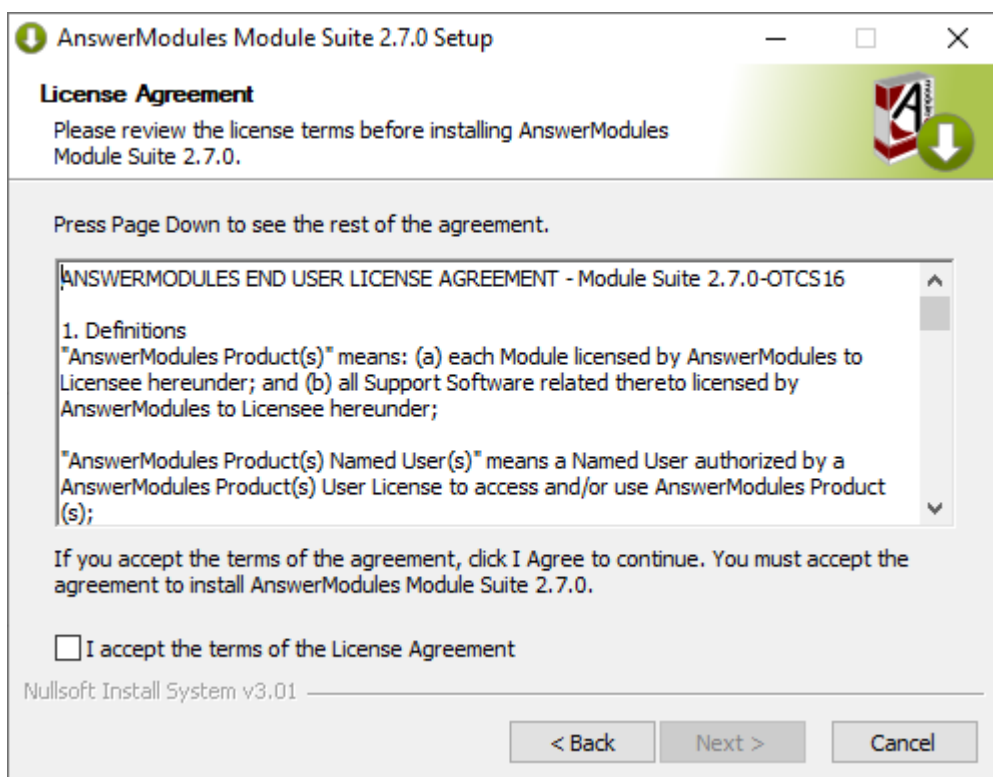 AnswerModules Module Suite 2.7.0 Setup
License Agreement
Please review the license terms before installing AnswerModules
Module Suite 2.7.0.
Press Page Down to see the rest of the agreement.
ANSWERMODULES END USER LICENSE AGREEMENT - Module Suite 2.7.0-OTCS16
1. Definitions
"AnswerModules Product(s)" means: (a) each Module licensed by AnswerModules to
Licensee hereunder; and (b) all Support Software related thereto licensed by
AnswerModules to Licensee hereunder;
"AnswerModules Product(s) Named User(s)" means a Named User authorized by a
AnswerModules Product(s) User License to access and/or use AnswerModules Product
(s);
If you accept the terms of the agreement, click I Agree to continue. You must accept the
agreement to install AnswerModules Module Suite 2.7.0.
I accept the terms of the License Agreement
Nullsoft Install System v3.01
< Back
Next >
Cancel